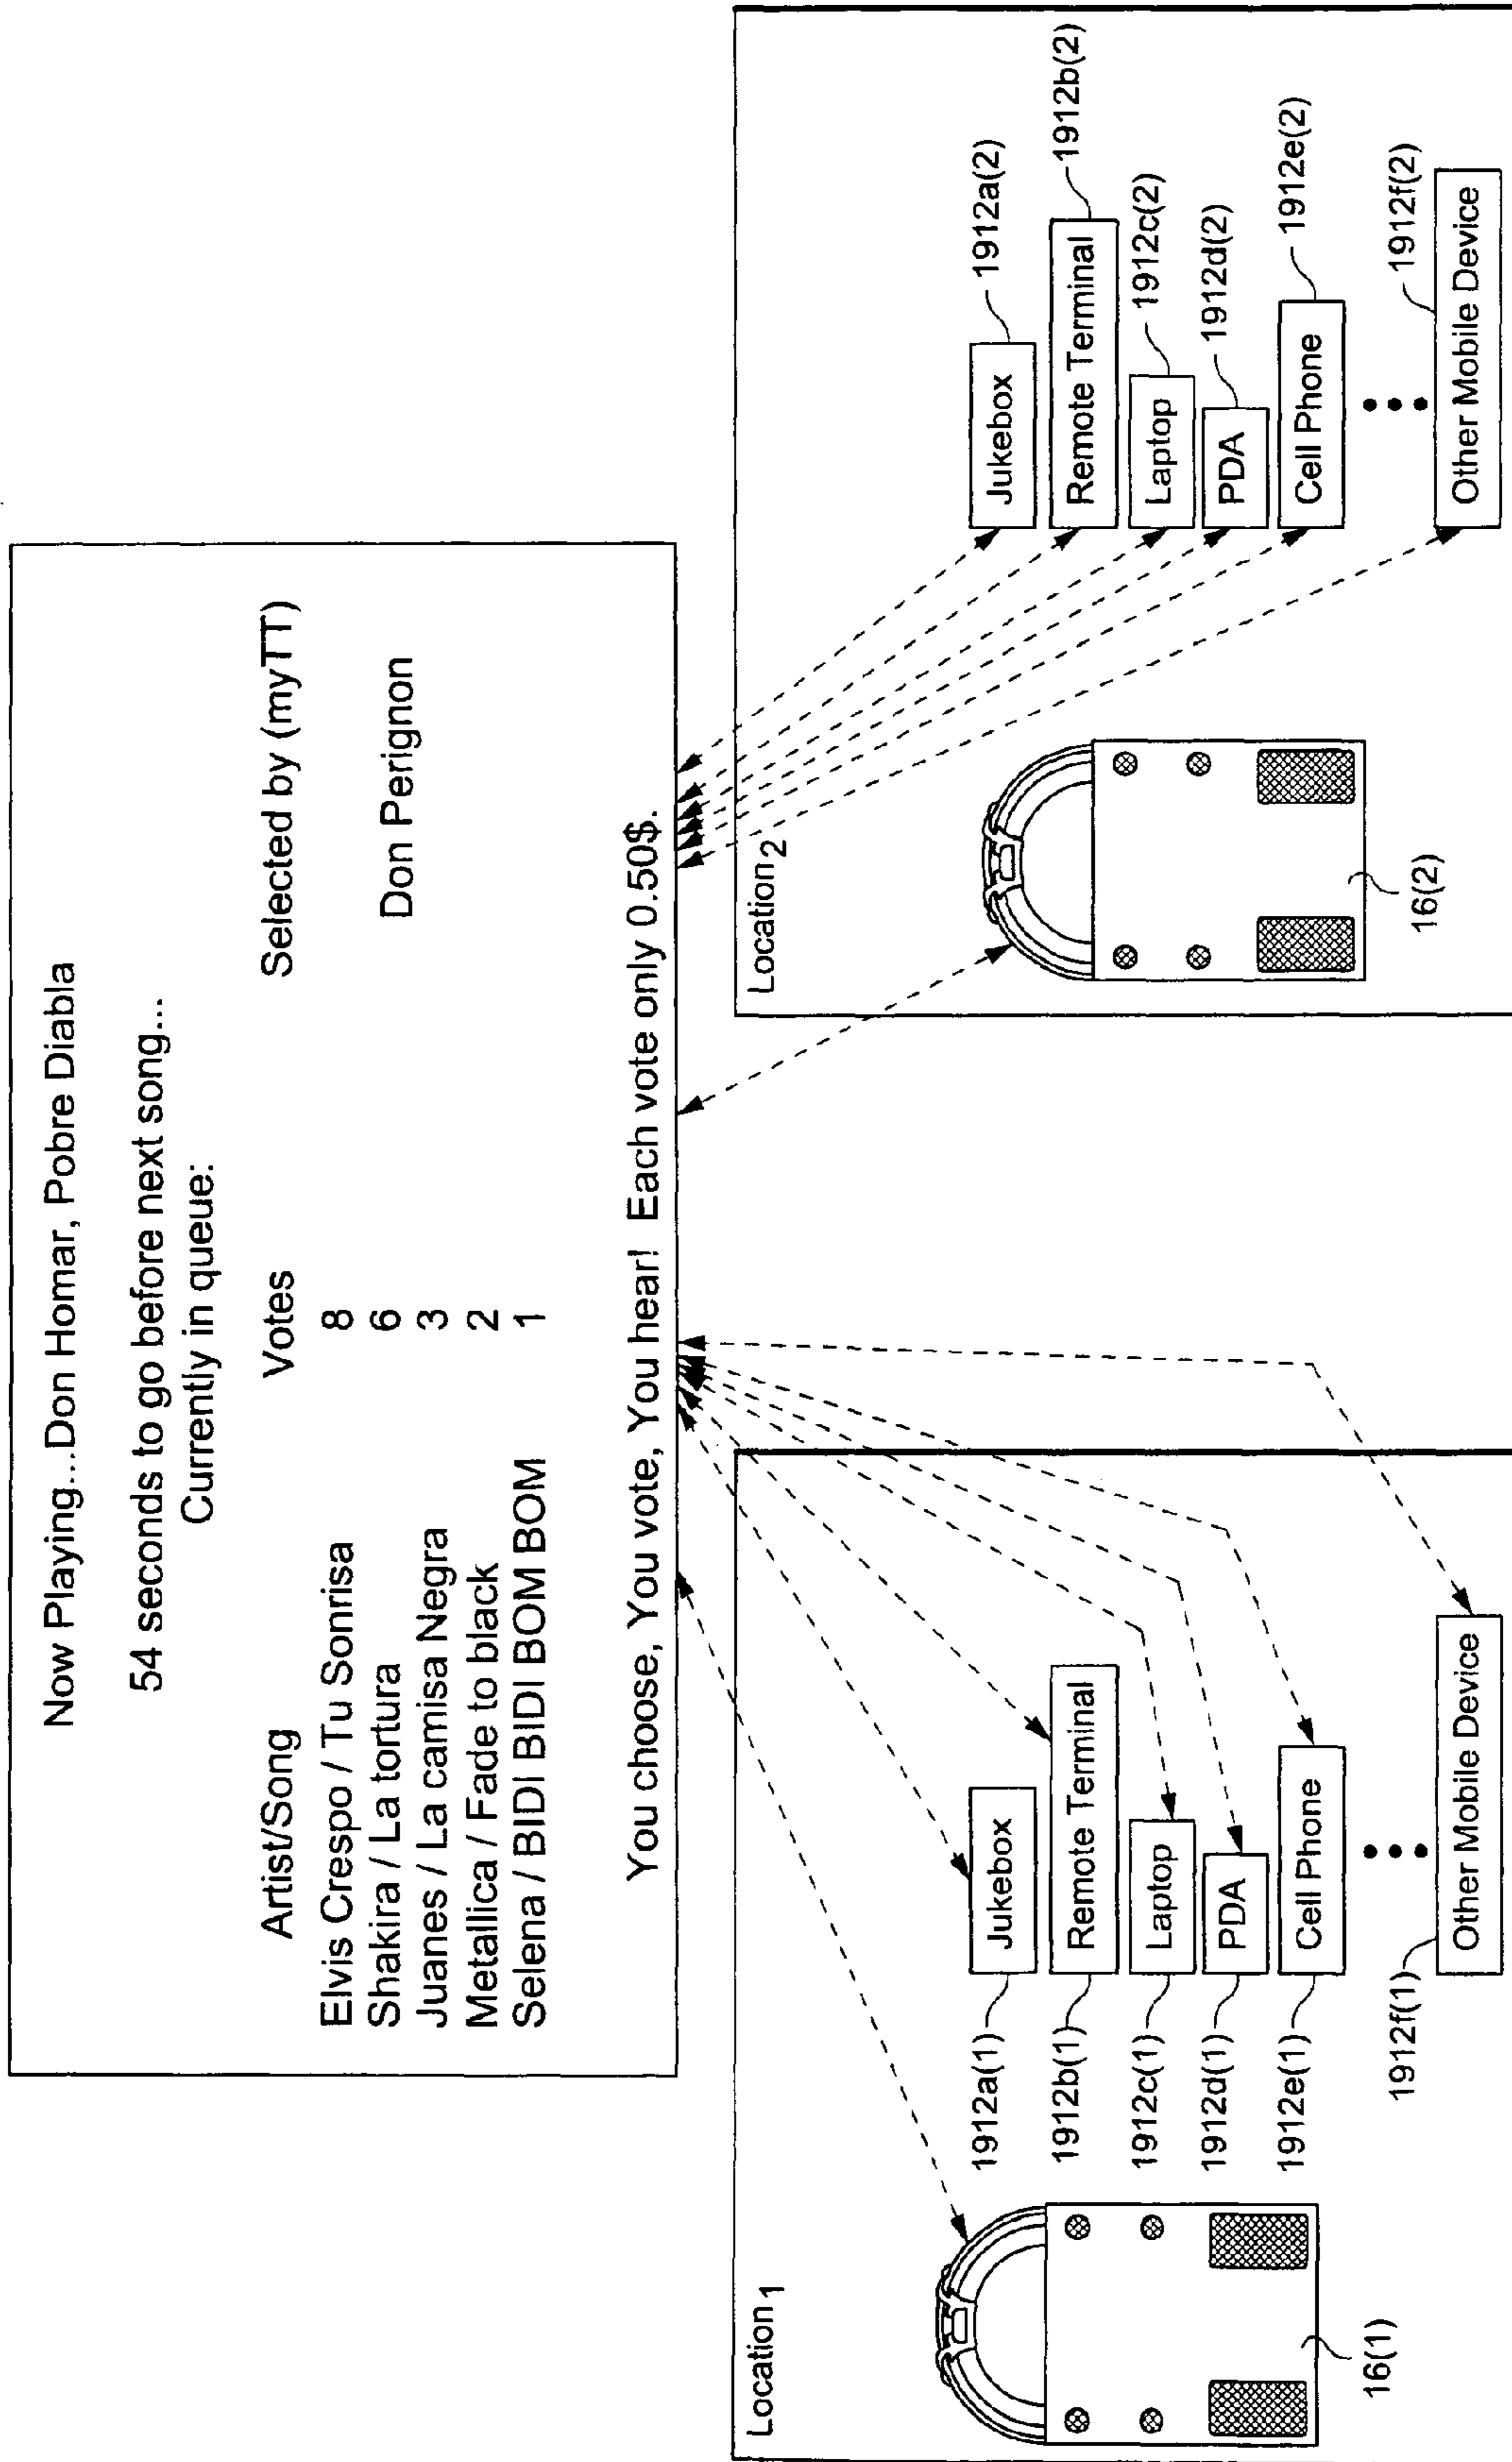 Now Playing...Don Homar, Pobre Diabla
54 seconds to go before next song...
Currently in queue:
Artist/Song Votes Selected by (myTT)
Elvis Crespo / Tu Sonrisa 8
Shakira / La tortura 6 Don Perignon
Juanes / La camisa Negra 3
Metallica / Fade to black 2
Selena / BIDI BIDI BOM BOM 1
You choose, You vote, You hear! Each vote only 0.50$.
Location1
16(1)
1912a(1) Jukebox
1912b(1) Remote Terminal
1912c(1) Laptop
1912d(1) PDA
1912e(1) Cell Phone
1912f(1) Other Mobile Device
Location2
16(2)
Jukebox 1912a(2)
Remote Terminal 1912b(2)
Laptop 1912c(2)
PDA 1912d(2)
Cell Phone 1912e(2)
Other Mobile Device 1912f(2)